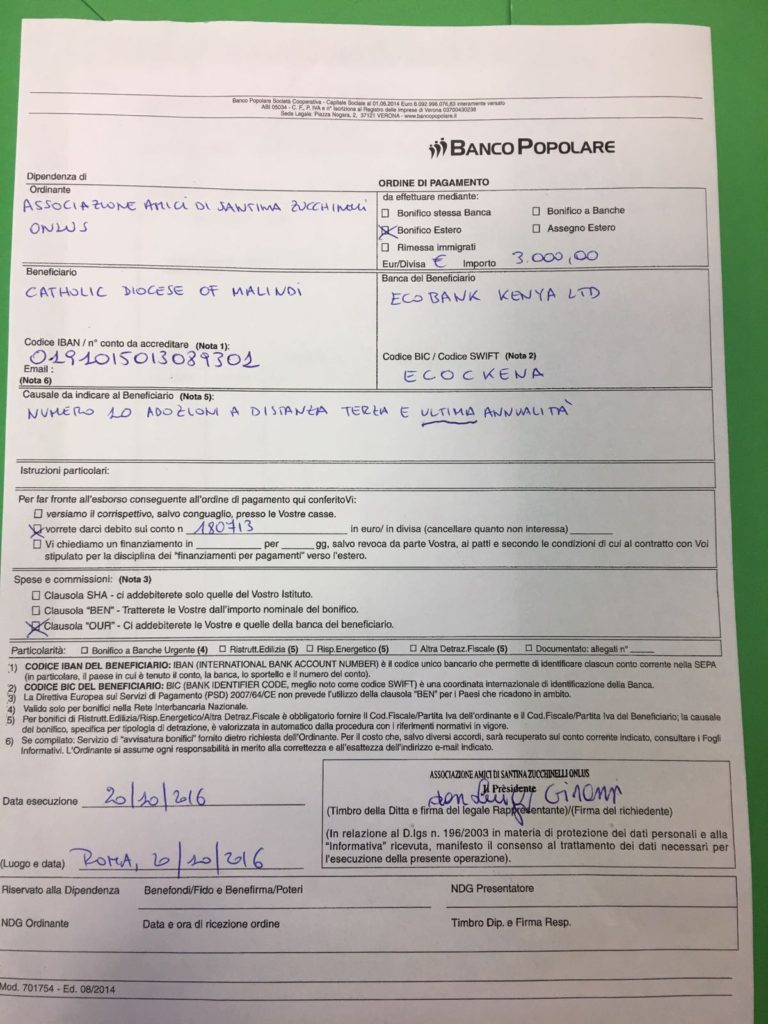 Banco Popolare Società Cooperativa - Capitale Sociale al 01.06.2014 Euro 6.092.996.076,83 interamente versato
ABI 05034 - C. F., P. IVA e n° Iscrizione al Registro delle Imprese di Verona 03700430238
Sede Legale: Piazza Nogara, 2, 37121 VERONA - www.bancopopolare.it
BANCO POPOLARE
Dipendenza di
Ordinante
ASSOCIAZIONE AMICI DI SANTINA ZUCCHINELLI
ONLUS
ORDINE DI PAGAMENTO
da effettuare mediante:
Bonifico stessa Banca
Bonifico a Banche
Bonifico Estero
Assegno Estero
Rimessa immigrati
Eur/Divisa € Importo 3.000,00
Beneficiario
CATHOLIC DIOCESE OF MALINDI
Banca del Beneficiario
ECOBANK KENYA LTD
Codice IBAN / n° conto da accreditare (Nota 1):
0191015013089301
Email :
(Nota 6)
Codice BIC / Codice SWIFT (Nota 2)
ECOCKENA
Causale da indicare al Beneficiario (Nota 5):
NUMERO 10 ADOZIONI A DISTANZA TERZA E ULTIMA ANNUALITÀ
Istruzioni particolari:
Per far fronte all'esborso conseguente all'ordine di pagamento qui conferitoVi:
versiamo il corrispettivo, salvo conguaglio, presso le Vostre casse.
vorrete darci debito sul conto n 180713 in euro/ in divisa (cancellare quanto non interessa)
Vi chiediamo un finanziamento in per gg, salvo revoca da parte Vostra, ai patti e secondo le condizioni di cui al contratto con Voi
stipulato per la disciplina dei "finanziamenti per pagamenti" verso l'estero.
Spese e commissioni: (Nota 3)
Clausola SHA - ci addebiterete solo quelle del Vostro Istituto.
Clausola "BEN" - Tratterete le Vostre dall'importo nominale del bonifico.
Clausola "OUR" - Ci addebiterete le Vostre e quelle della banca del beneficiario.
Particolarità: Bonifico a Banche Urgente (4) Ristrutt.Edilizia (5) Risp.Energetico (5) Altra Detraz.Fiscale (5) Documentato: allegati n°
1) CODICE IBAN DEL BENEFICIARIO: IBAN (INTERNATIONAL BANK ACCOUNT NUMBER) è il codice unico bancario che permette di identificare ciascun conto corrente nella SEPA
(in particolare, il paese in cui è tenuto il conto, la banca, lo sportello e il numero del conto).
2) CODICE BIC DEL BENEFICIARIO: BIC (BANK IDENTIFIER CODE, meglio noto come codice SWIFT) è una coordinata internazionale di identificazione della Banca.
3) La Direttiva Europea sui Servizi di Pagamento (PSD) 2007/64/CE non prevede l'utilizzo della clausola "BEN" per i Paesi che ricadono in ambito.
4) Valido solo per bonifici nella Rete Interbancaria Nazionale.
5) Per bonifici di Ristrutt.Edilizia/Risp.Energetico/Altra Detraz.Fiscale è obbligatorio fornire il Cod.Fiscale/Partita Iva dell'ordinante e il Cod.Fiscale/Partita Iva del Beneficiario; la causale
del bonifico, specifica per tipologia di detrazione, è valorizzata in automatico dalla procedura con i riferimenti normativi in vigore.
6) Se compilato: Servizio di "avvisatura bonifici" fornito dietro richiesta dell'Ordinante. Per il costo che, salvo diversi accordi, sarà recuperato sul conto corrente indicato, consultare i Fogli
Informativi. L'Ordinante si assume ogni responsabilità in merito alla correttezza e all'esattezza dell'indirizzo e-mail indicato.
Data esecuzione 20/10/2016
ASSOCIAZIONE AMICI DI SANTINA ZUCCHINELLI ONLUS
Il Presidente
don Luigi Ginami
(Timbro della Ditta e firma del legale Rappresentante)/(Firma del richiedente)
(In relazione al D.lgs n. 196/2003 in materia di protezione dei dati personali e alla
"Informativa" ricevuta, manifesto il consenso al trattamento dei dati necessari per
l'esecuzione della presente operazione).
(Luogo e data) ROMA, 20/10/2016
Riservato alla Dipendenza
Benefondi/Fido e Benefirma/Poteri
NDG Presentatore
NDG Ordinante
Data e ora di ricezione ordine
Timbro Dip. e Firma Resp.
Mod. 701754 - Ed. 08/2014